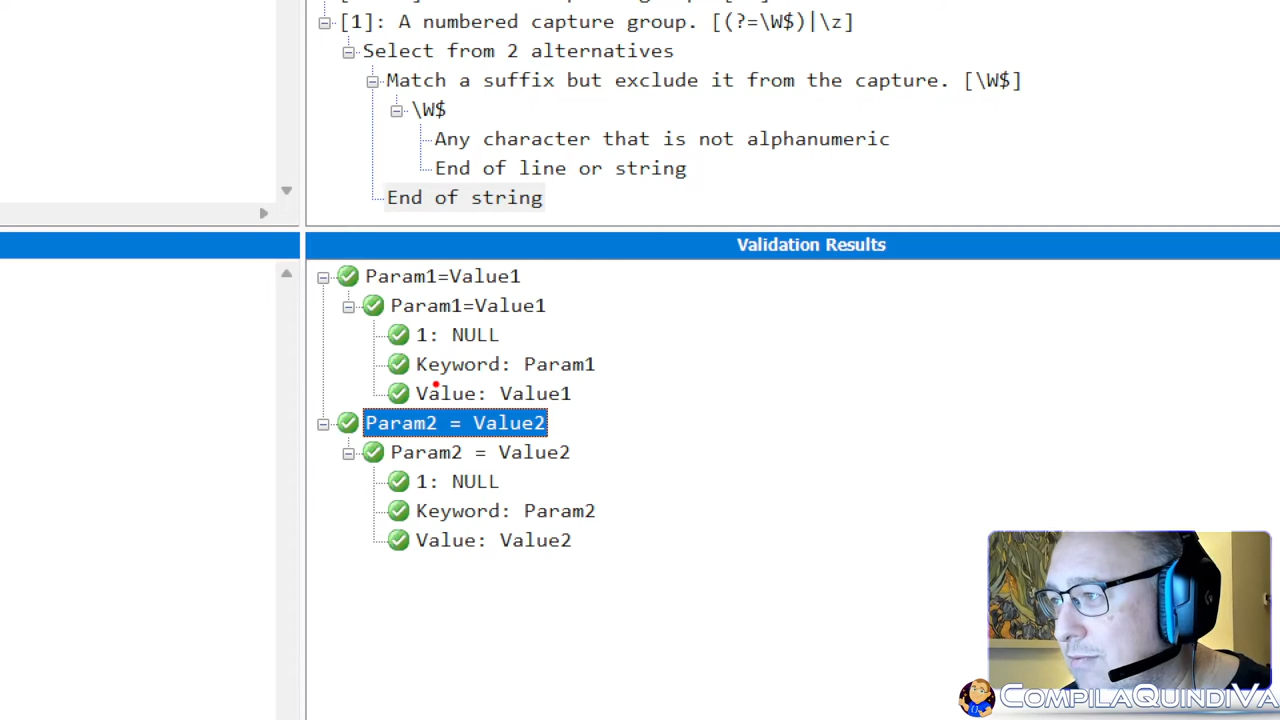 [1]: A numbered capture group. [(?=\W$)|\z]
Select from 2 alternatives
Match a suffix but exclude it from the capture. [\W$]
\W$
Any character that is not alphanumeric
End of line or string
End of string
Validation Results
Param1=Value1
Param1=Value1
1: NULL
Keyword: Param1
Value: Value1
Param2 = Value2
Param2 = Value2
1: NULL
Keyword: Param2
Value: Value2
COMPILAQUINDIVA